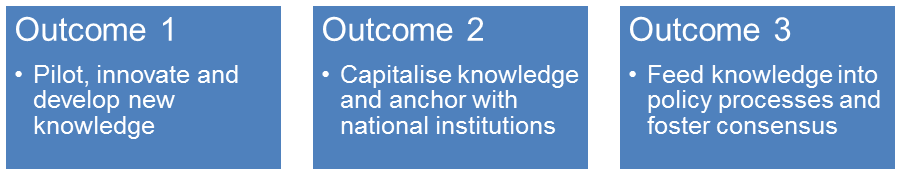 Outcome 1
• Pilot, innovate and
develop new
knowledge
Outcome 2
• Capitalise knowledge
and anchor with
national institutions
Outcome 3
• Feed knowledge into
policy processes and
foster consensus